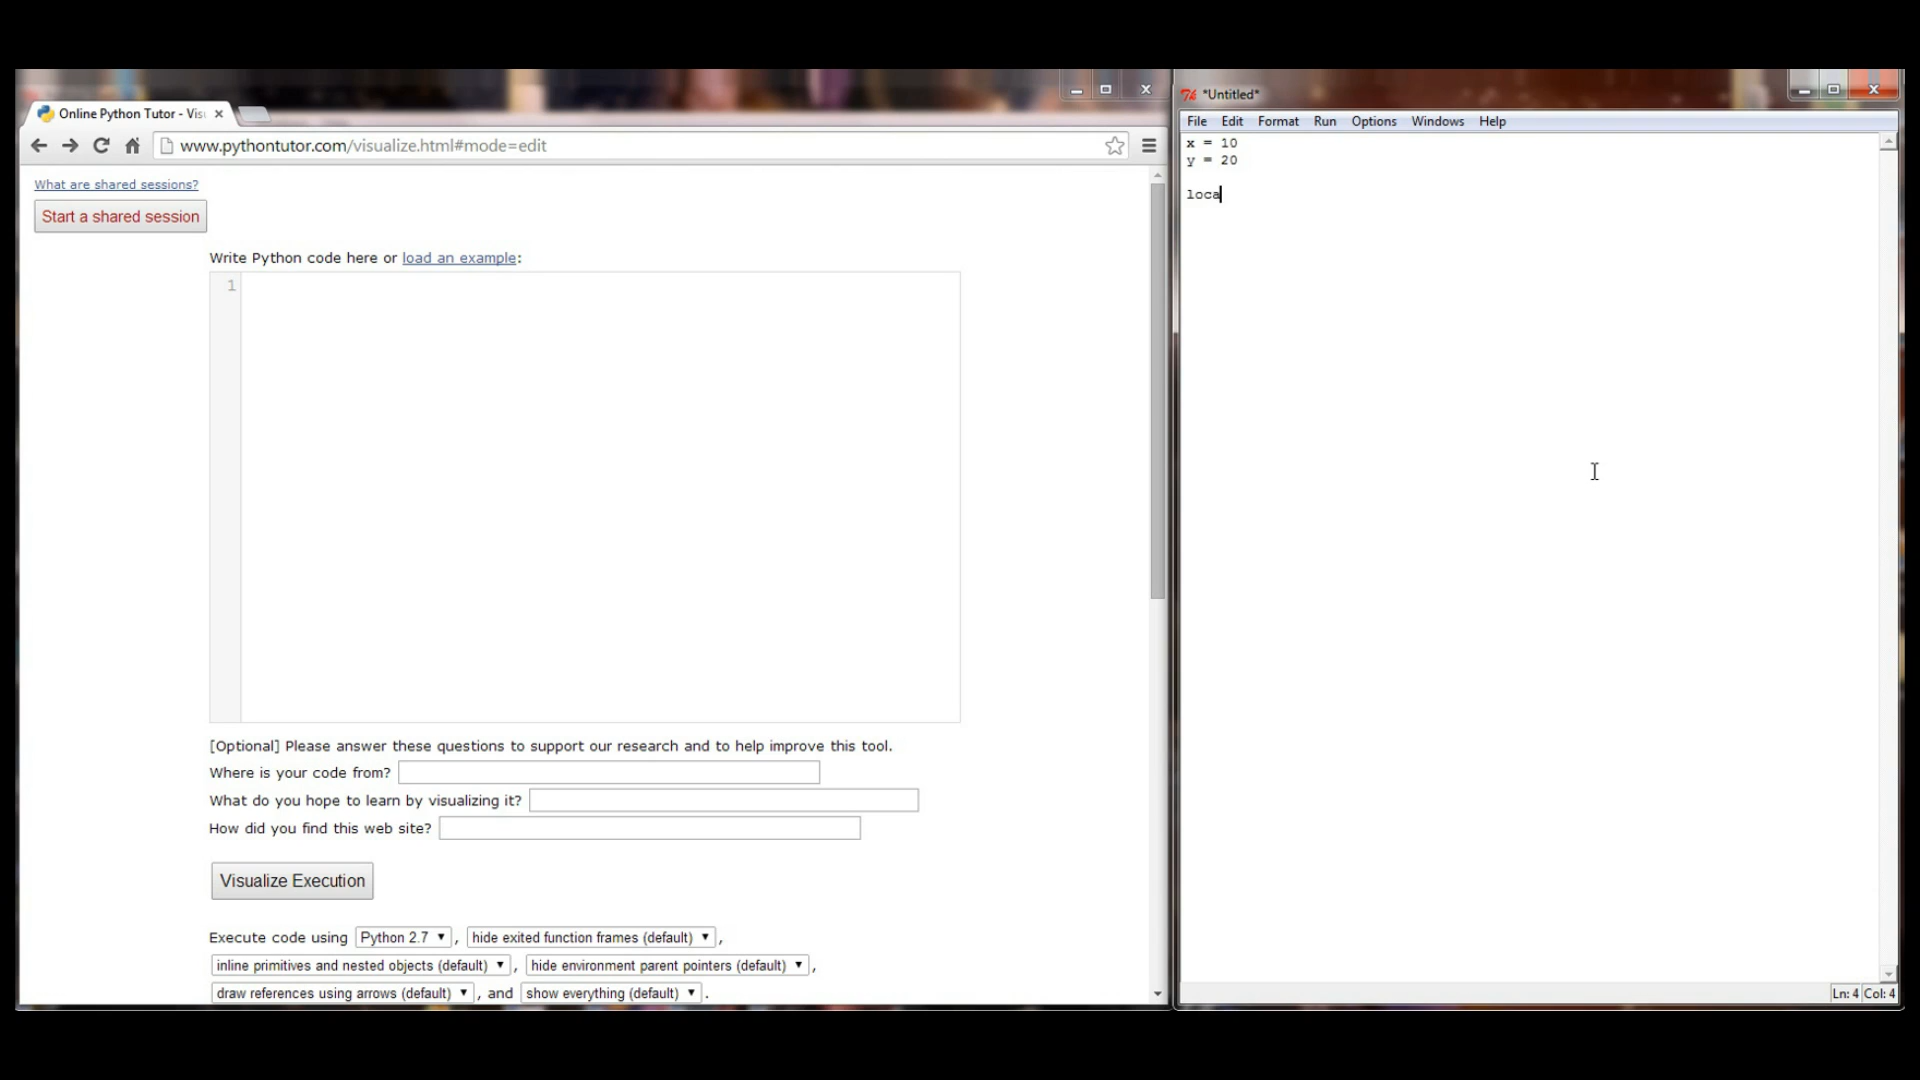 Online Python Tutor - Vis
www.pythontutor.com/visualize.html#mode=edit
What are shared sessions?
Start a shared session
Write Python code here or load an example:
1
[Optional] Please answer these questions to support our research and to help improve this tool.
Where is your code from?
What do you hope to learn by visualizing it?
How did you find this web site?
Visualize Execution
Execute code using Python 2.7 , hide exited function frames (default) ,
inline primitives and nested objects (default) , hide environment parent pointers (default) ,
draw references using arrows (default) , and show everything (default) .
*Untitled*
File Edit Format Run Options Windows Help
x = 10
y = 20
loca
Ln: 4 Col: 4